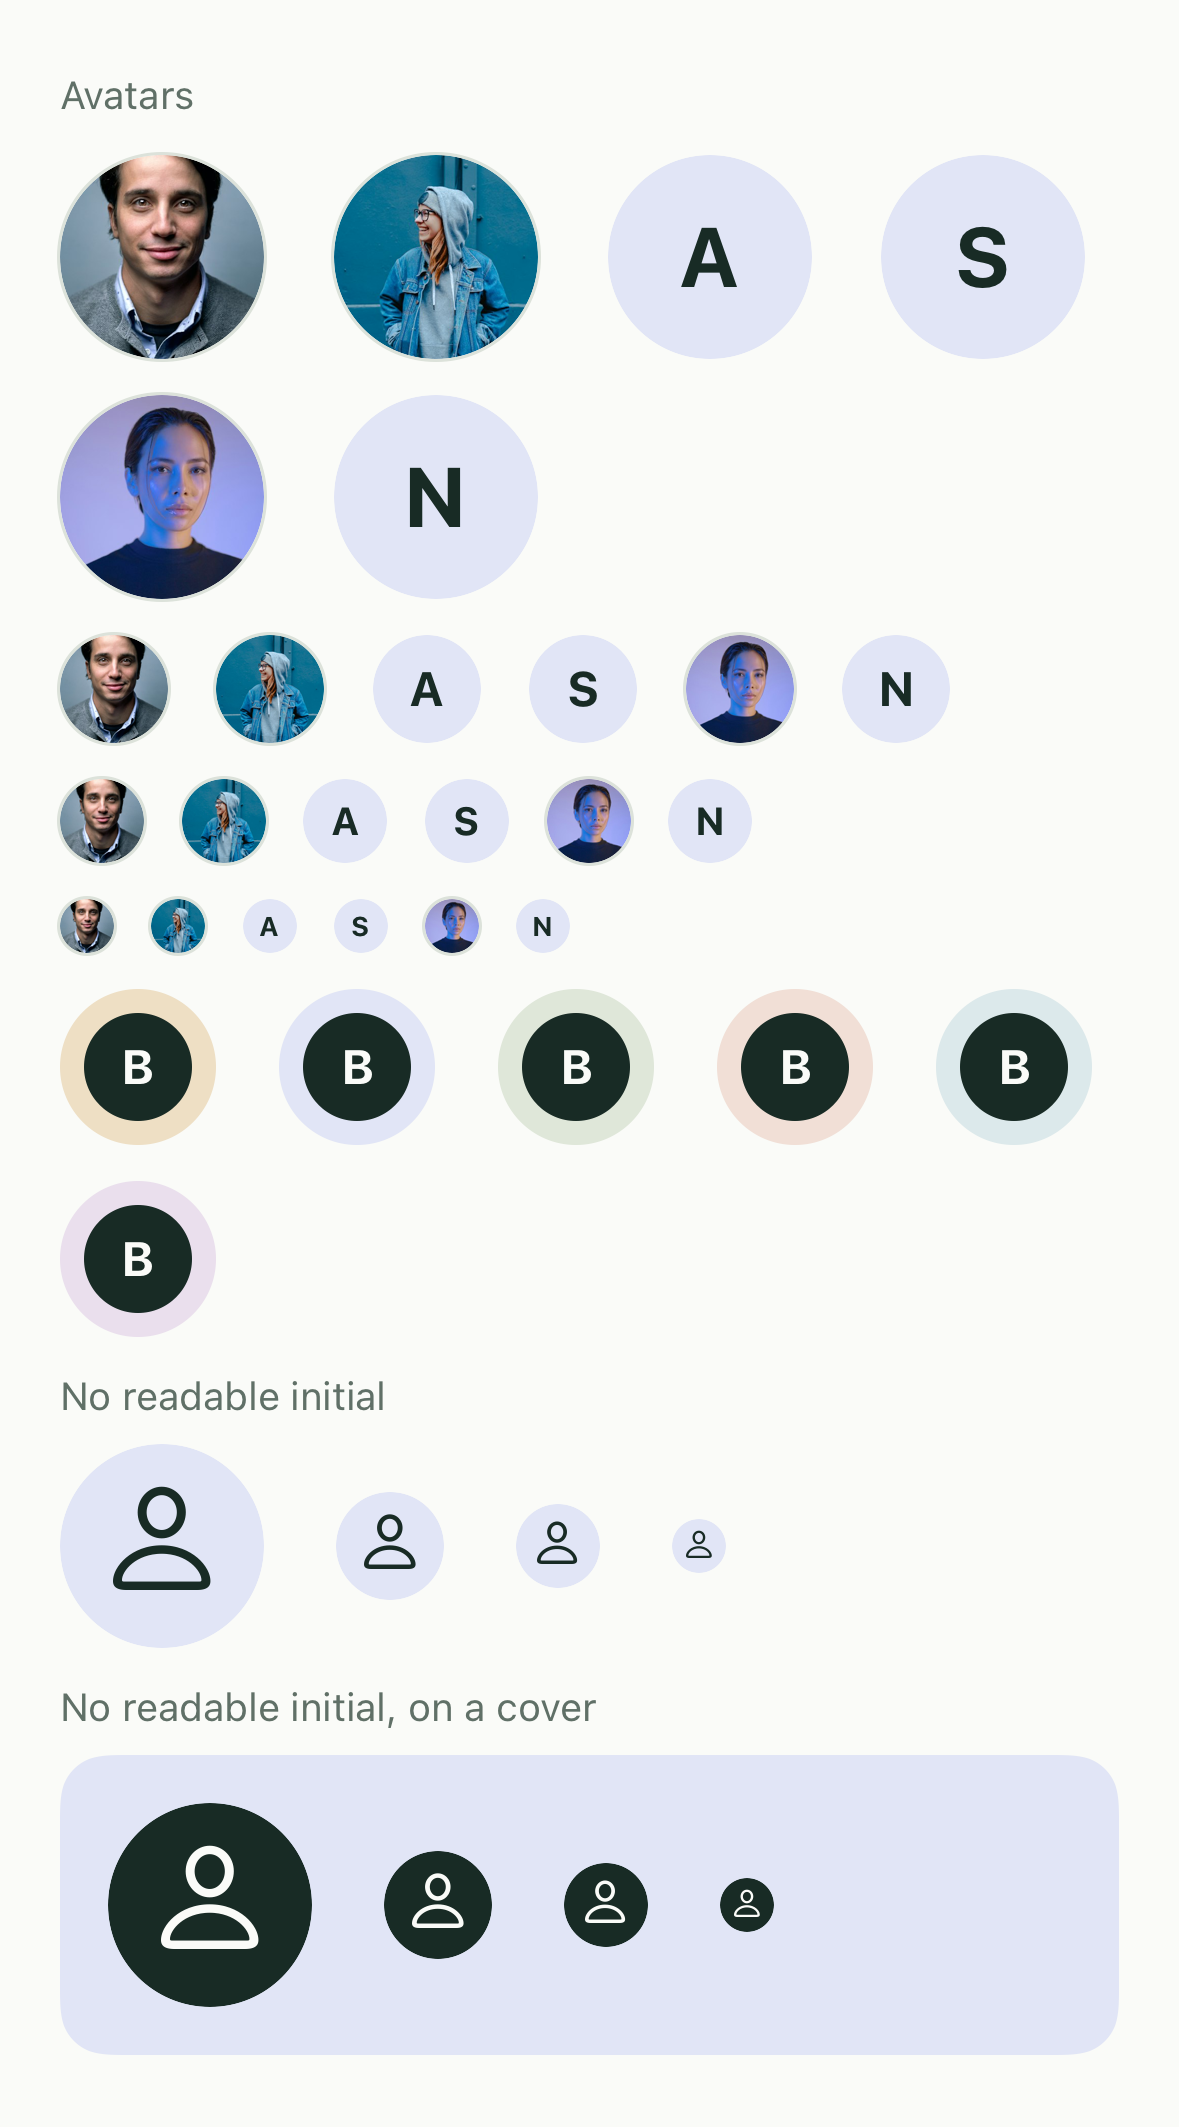 Avatars
A S
N
A S N
A S N
A S N
B B B B B
B
No readable initial
No readable initial, on a cover